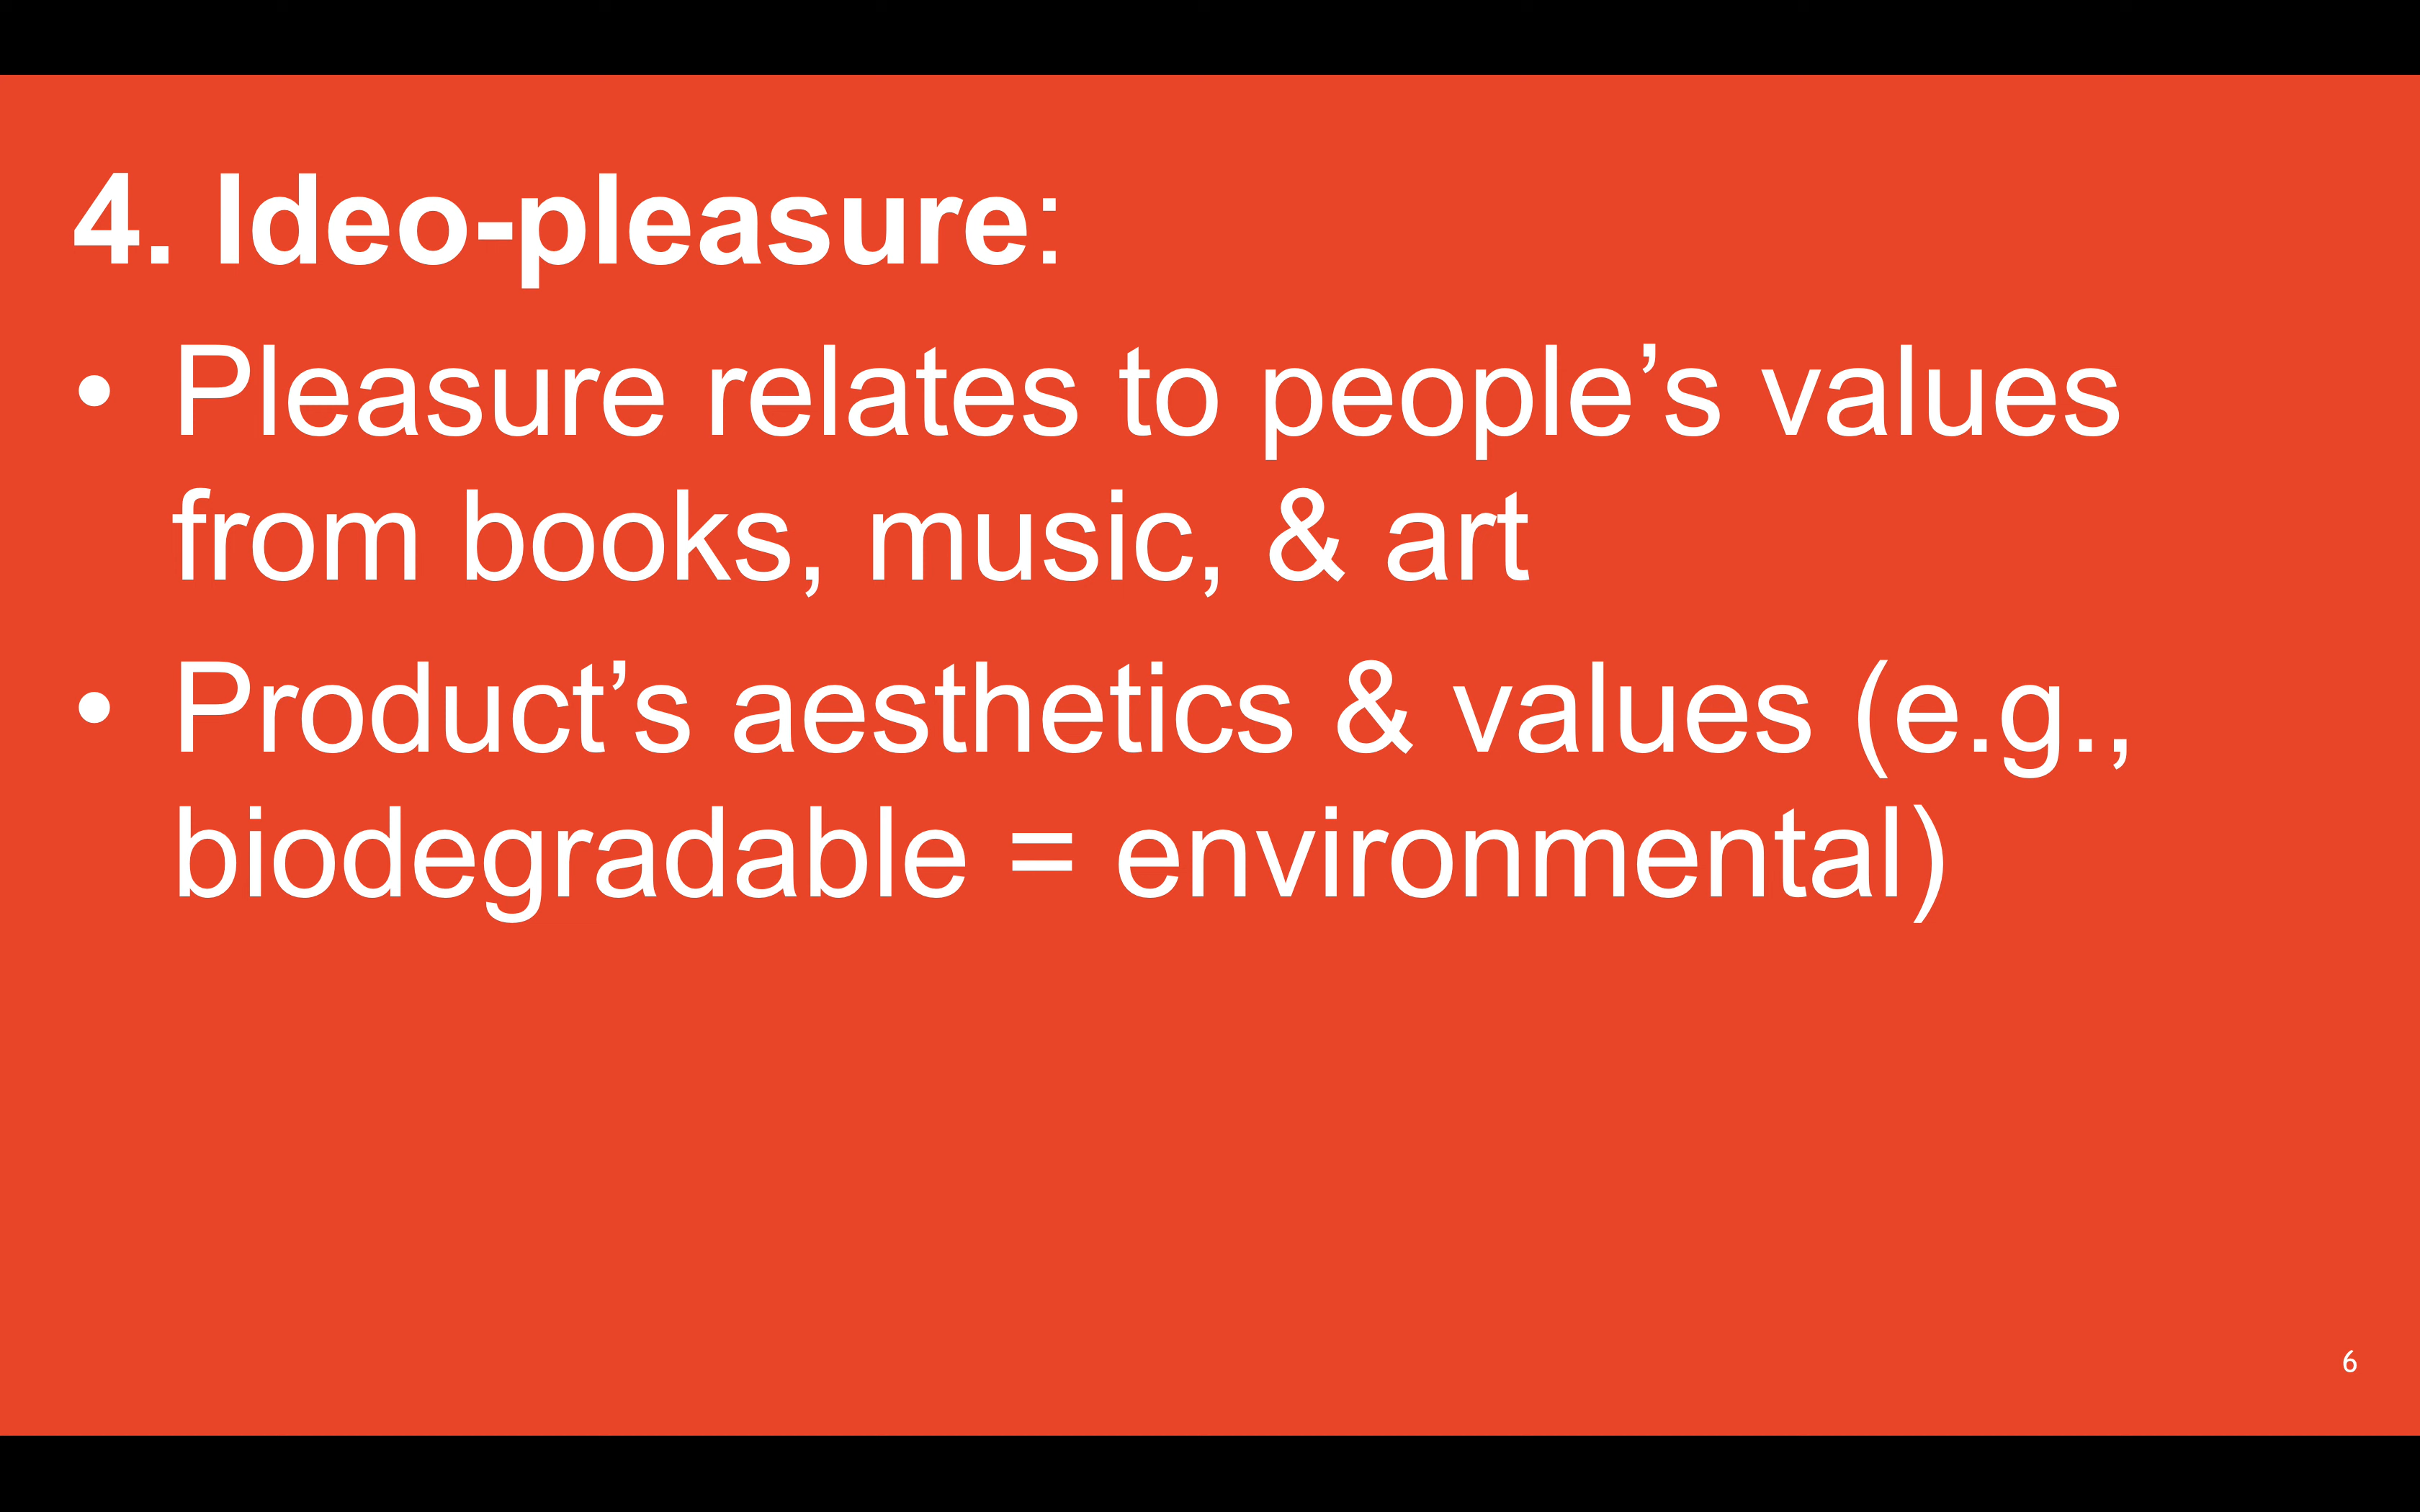 4. Ideo-pleasure:
• Pleasure relates to people’s values
from books, music, & art
• Product’s aesthetics & values (e.g.,
biodegradable = environmental)
6